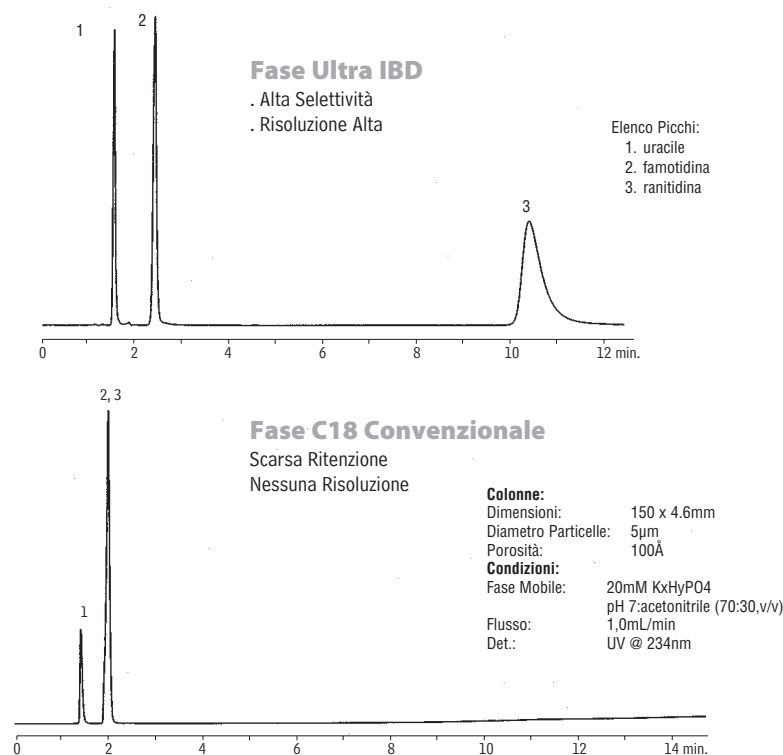 1
2
Fase Ultra IBD
. Alta Selettività
. Risoluzione Alta
Elenco Picchi:
1. uracile
2. famotidina
3. ranitidina
3
0 2 4 6 8 10 12 min.
2, 3
Fase C18 Convenzionale
Scarsa Ritenzione
Nessuna Risoluzione
Colonne:
Dimensioni: 150 x 4.6mm
Diametro Particelle: 5µm
Porosità: 100Å
Condizioni:
Fase Mobile: 20mM KxHyPO4
pH 7:acetonitrile (70:30,v/v)
Flusso: 1,0mL/min
Det.: UV @ 234nm
1
0 2 4 6 8 10 12 14 min.